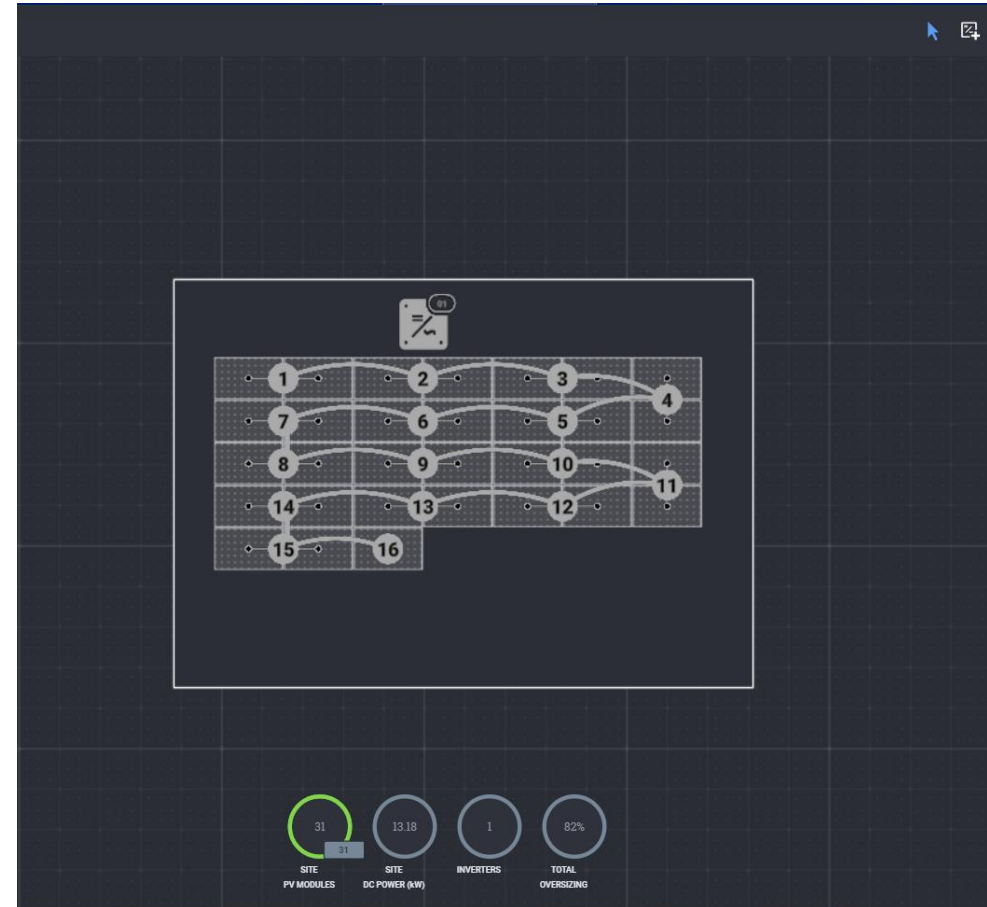 01
1 2 3
4
7 6 5
8 9 10
11
14 13 12
15 16
31 13.18 1 82%
31
SITE SITE INVERTERS TOTAL
PV MODULES DC POWER (kW) OVERSIZING